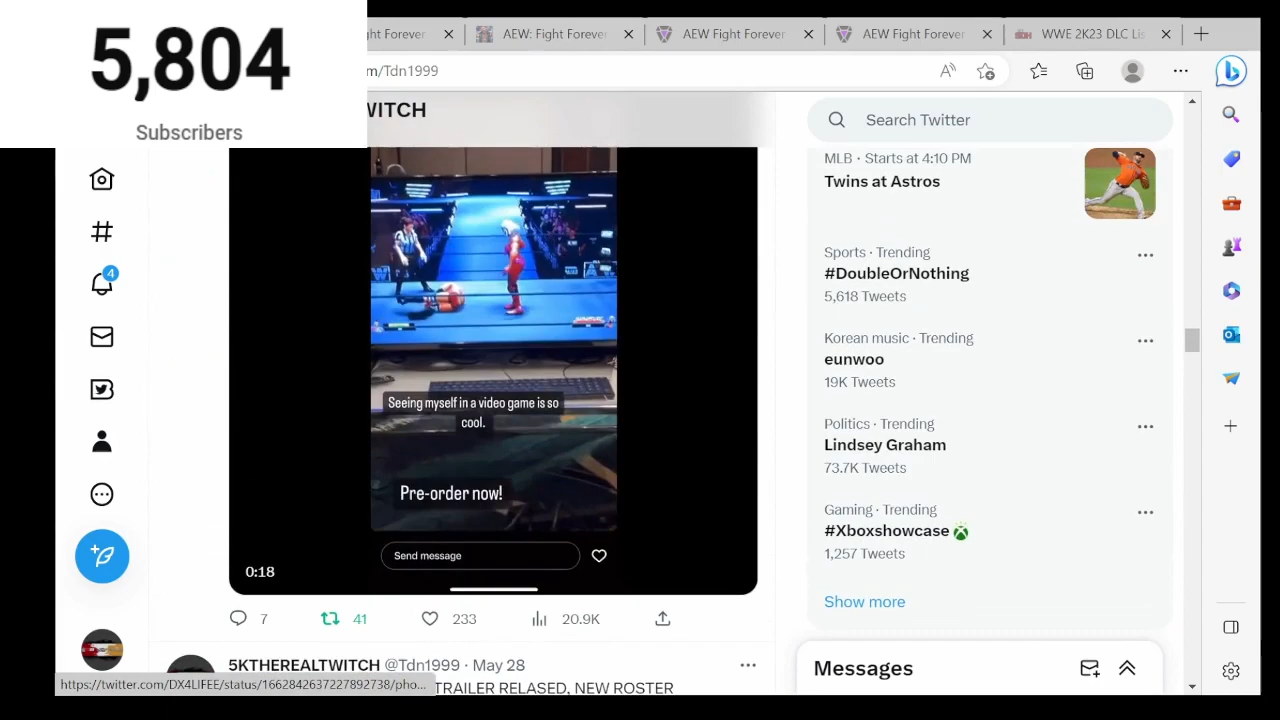 5,804
Subscribers
ght Forever
AEW: Fight Forever
AEW Fight Forever
AEW Fight Forever
WWE 2K23 DLC Lis
m/Tdn1999
WITCH
Search Twitter
MLB · Starts at 4:10 PM
Twins at Astros
Sports · Trending
#DoubleOrNothing
5,618 Tweets
Korean music · Trending
eunwoo
19K Tweets
Politics · Trending
Lindsey Graham
73.7K Tweets
Gaming · Trending
#Xboxshowcase
1,257 Tweets
Show more
4
Seeing myself in a video game is so
cool.
Pre-order now!
Send message
0:18
7
41
233
20.9K
5KTHEREALTWITCH @Tdn1999 · May 28
TRAILER RELASED, NEW ROSTER
https://twitter.com/DX4LIFEE/status/1662842637227892738/pho...
Messages